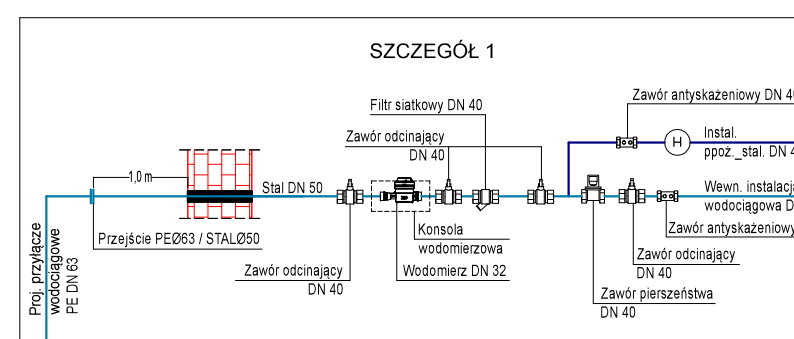 SZCZEGÓŁ 1
Zawór antyskażeniowy DN
Filtr siatkowy DN 40
Zawór odcinający
DN 40
H
Instal.
ppoż._stal. DN
1,0 m
Stal DN 50
Wewn. instalacja
wodociągowa
Przejście PEØ63 / STALØ50
Konsola
wodomierzowa
Zawór antyskażeniowy
Zawór odcinający
DN 40
Wodomierz DN 32
Zawór odcinający
DN 40
Zawór pierszeństwa
DN 40
Proj. przyłącze
wodociągowe
PE DN 63